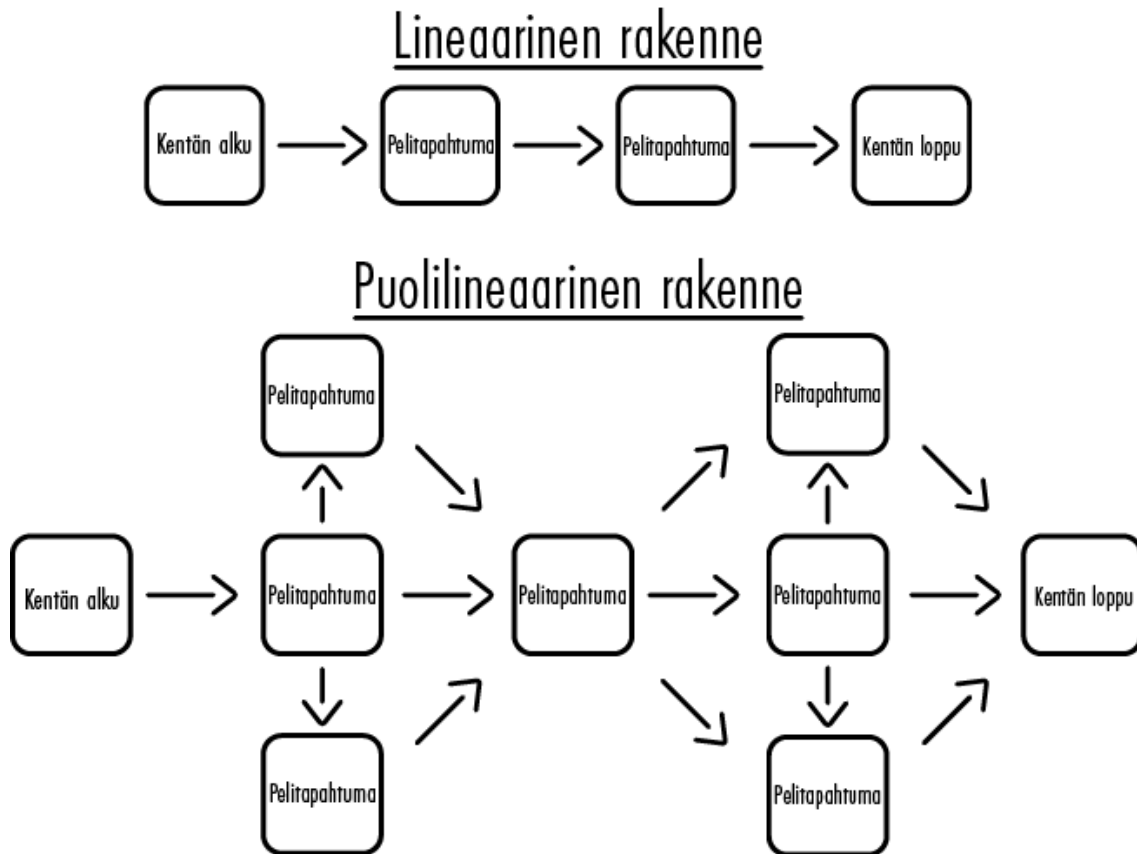 Lineaarinen rakenne
Kentän alku
Pelitapahtuma
Pelitapahtuma
Kentän loppu
Puolilineaarinen rakenne
Pelitapahtuma
Pelitapahtuma
Kentän alku
Pelitapahtuma
Pelitapahtuma
Pelitapahtuma
Kentän loppu
Pelitapahtuma
Pelitapahtuma